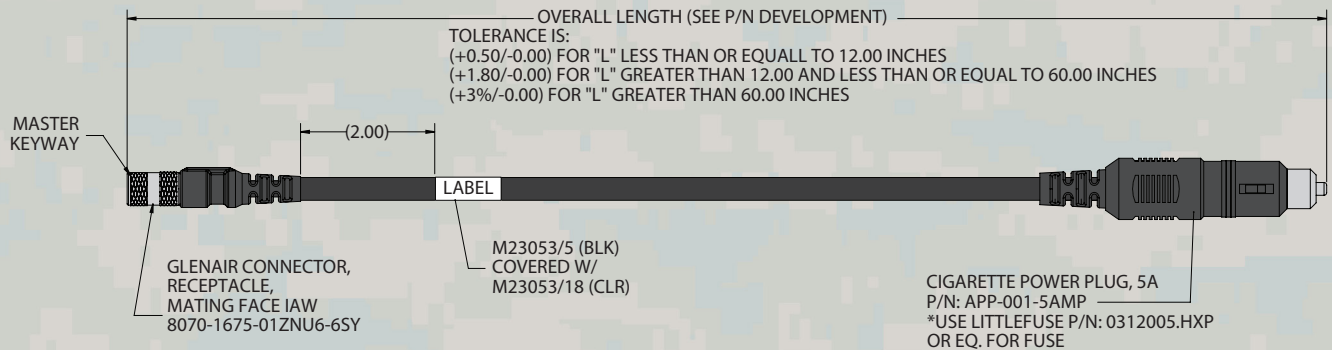 OVERALL LENGTH (SEE P/N DEVELOPMENT)
TOLERANCE IS:
(+0.50/-0.00) FOR "L" LESS THAN OR EQUALL TO 12.00 INCHES
(+1.80/-0.00) FOR "L" GREATER THAN 12.00 AND LESS THAN OR EQUAL TO 60.00 INCHES
(+3%/-0.00) FOR "L" GREATER THAN 60.00 INCHES
MASTER
KEYWAY
(2.00)
LABEL
GLENAIR CONNECTOR,
RECEPTACLE,
MATING FACE IAW
8070-1675-01ZNU6-6SY
M23053/5 (BLK)
COVERED W/
M23053/18 (CLR)
CIGARETTE POWER PLUG, 5A
P/N: APP-001-5AMP
*USE LITTLEFUSE P/N: 0312005.HXP
OR EQ. FOR FUSE